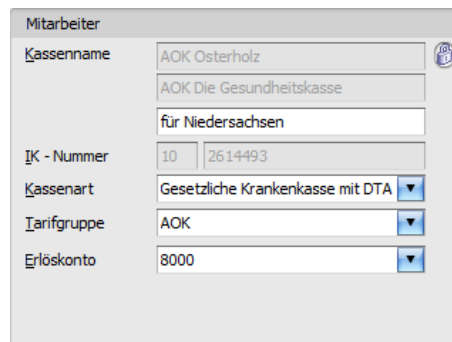 Mitarbeiter
Kassenname AOK Osterholz
AOK Die Gesundheitskasse
für Niedersachsen
IK - Nummer 10 2614493
Kassenart Gesetzliche Krankenkasse mit DTA
Tarifgruppe AOK
Erlöskonto 8000